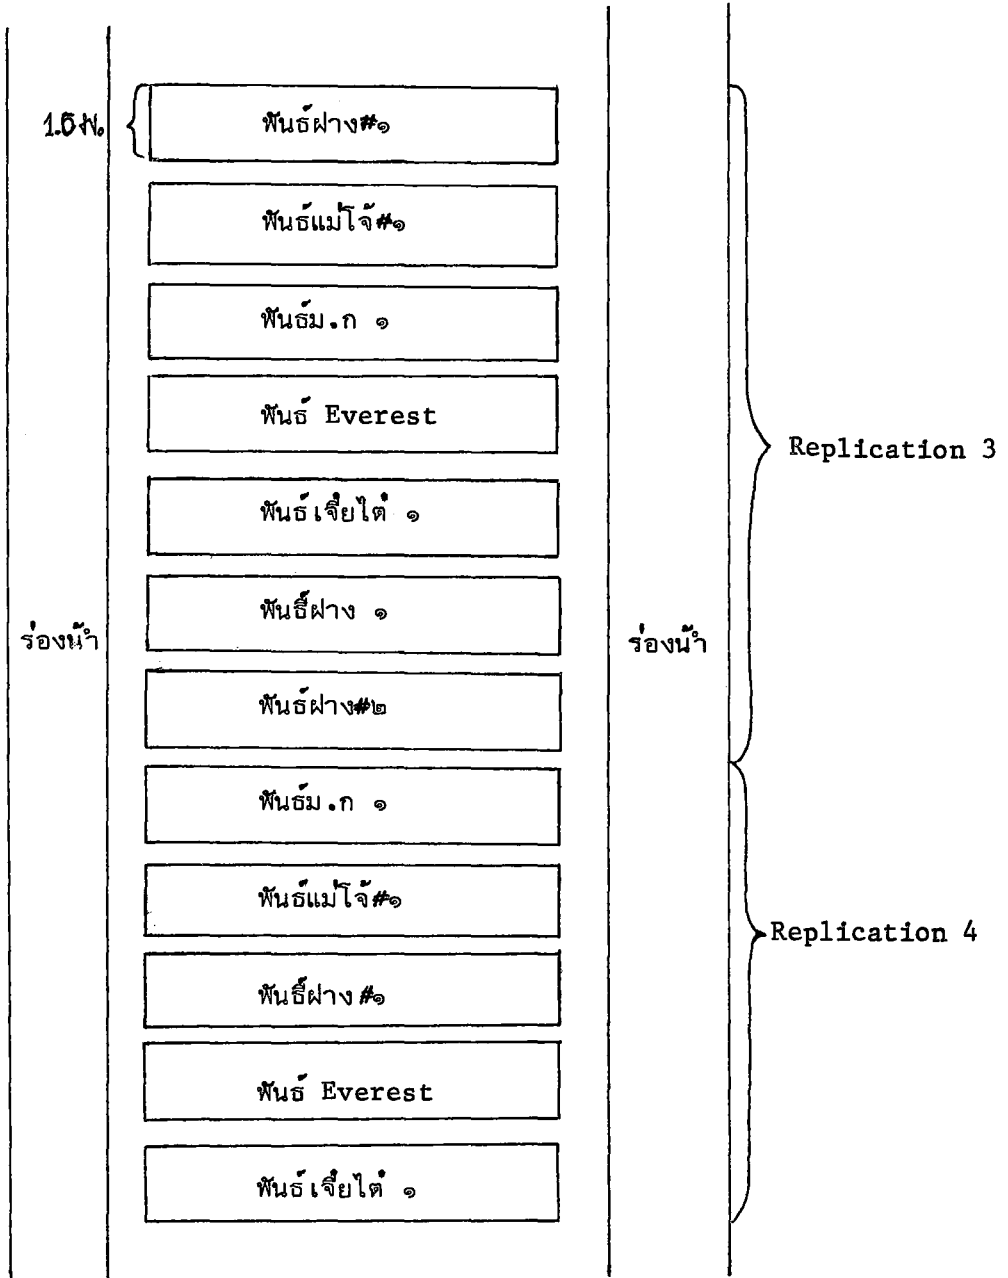 1.5 ม.
พันธ์ฝาง#๑
พันธ์แม่โจ้#๑
พันธ์ม.ก ๑
พันธ์ Everest
Replication 3
พันธ์เจี๋ยไต๋ ๑
พันธี์ฝาง ๑
ร่องน้ำ
ร่องน้ำ
พันธ์ฝาง#๒
พันธ์ม.ก ๑
พันธ์แม่โจ้#๑
Replication 4
พันธี์ฝาง #๑
พันธ์ Everest
พันธ์เจี๋ยไต๋ ๑